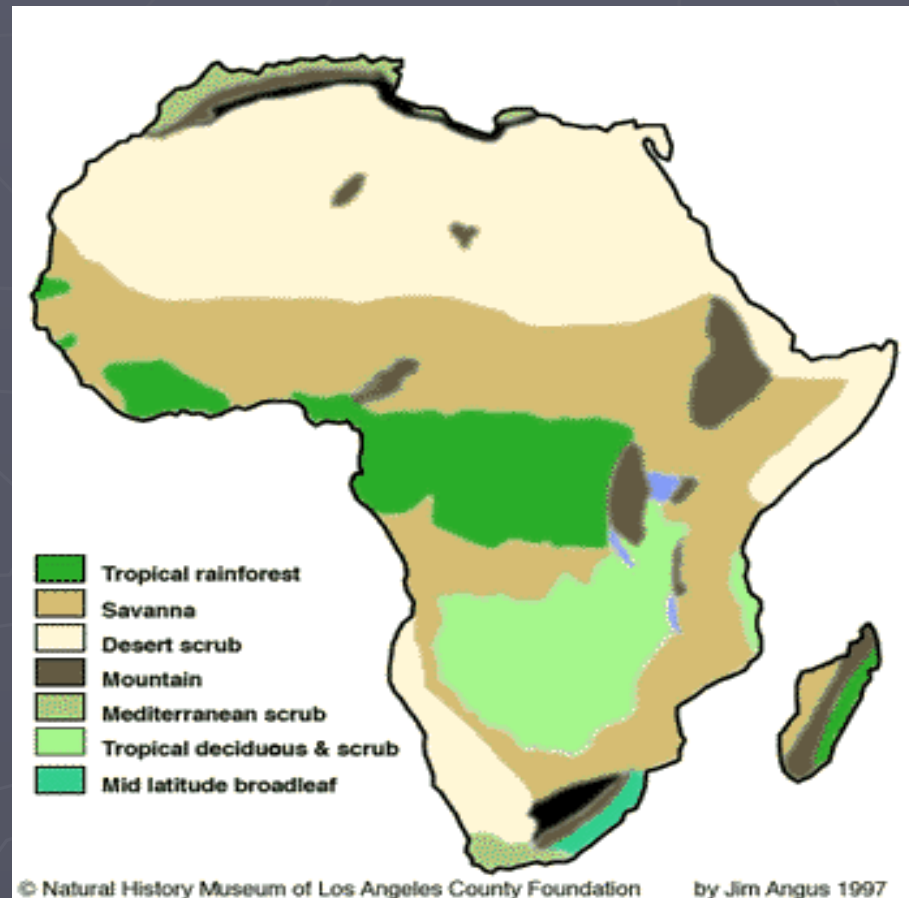 Tropical rainforest
Savanna
Desert scrub
Mountain
Mediterranean scrub
Tropical deciduous & scrub
Mid latitude broadleaf
© Natural History Museum of Los Angeles County Foundation by Jim Angus 1997